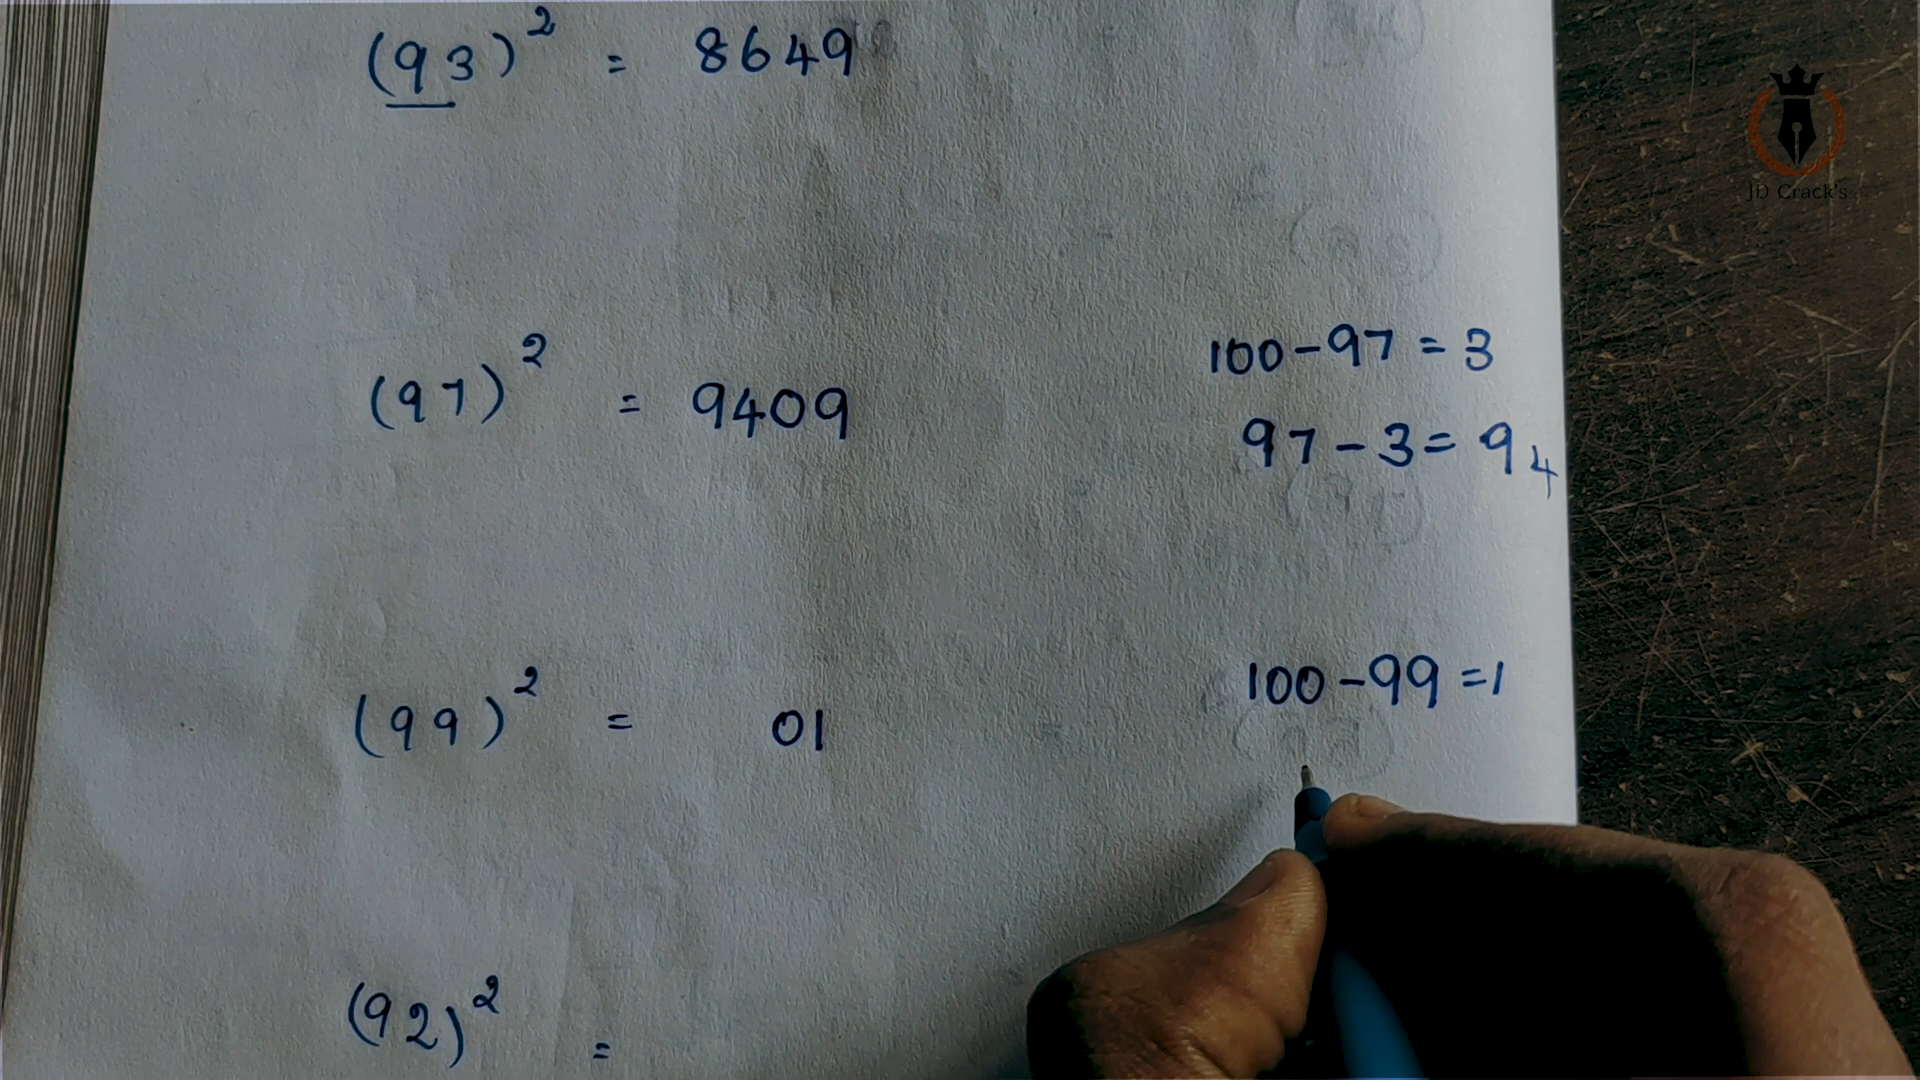 (93)² = 8649
JD Crack's
(97)² = 9409
100-97 = 3
97-3 = 94
(99)² = 01
100-99 =1
(92)² =